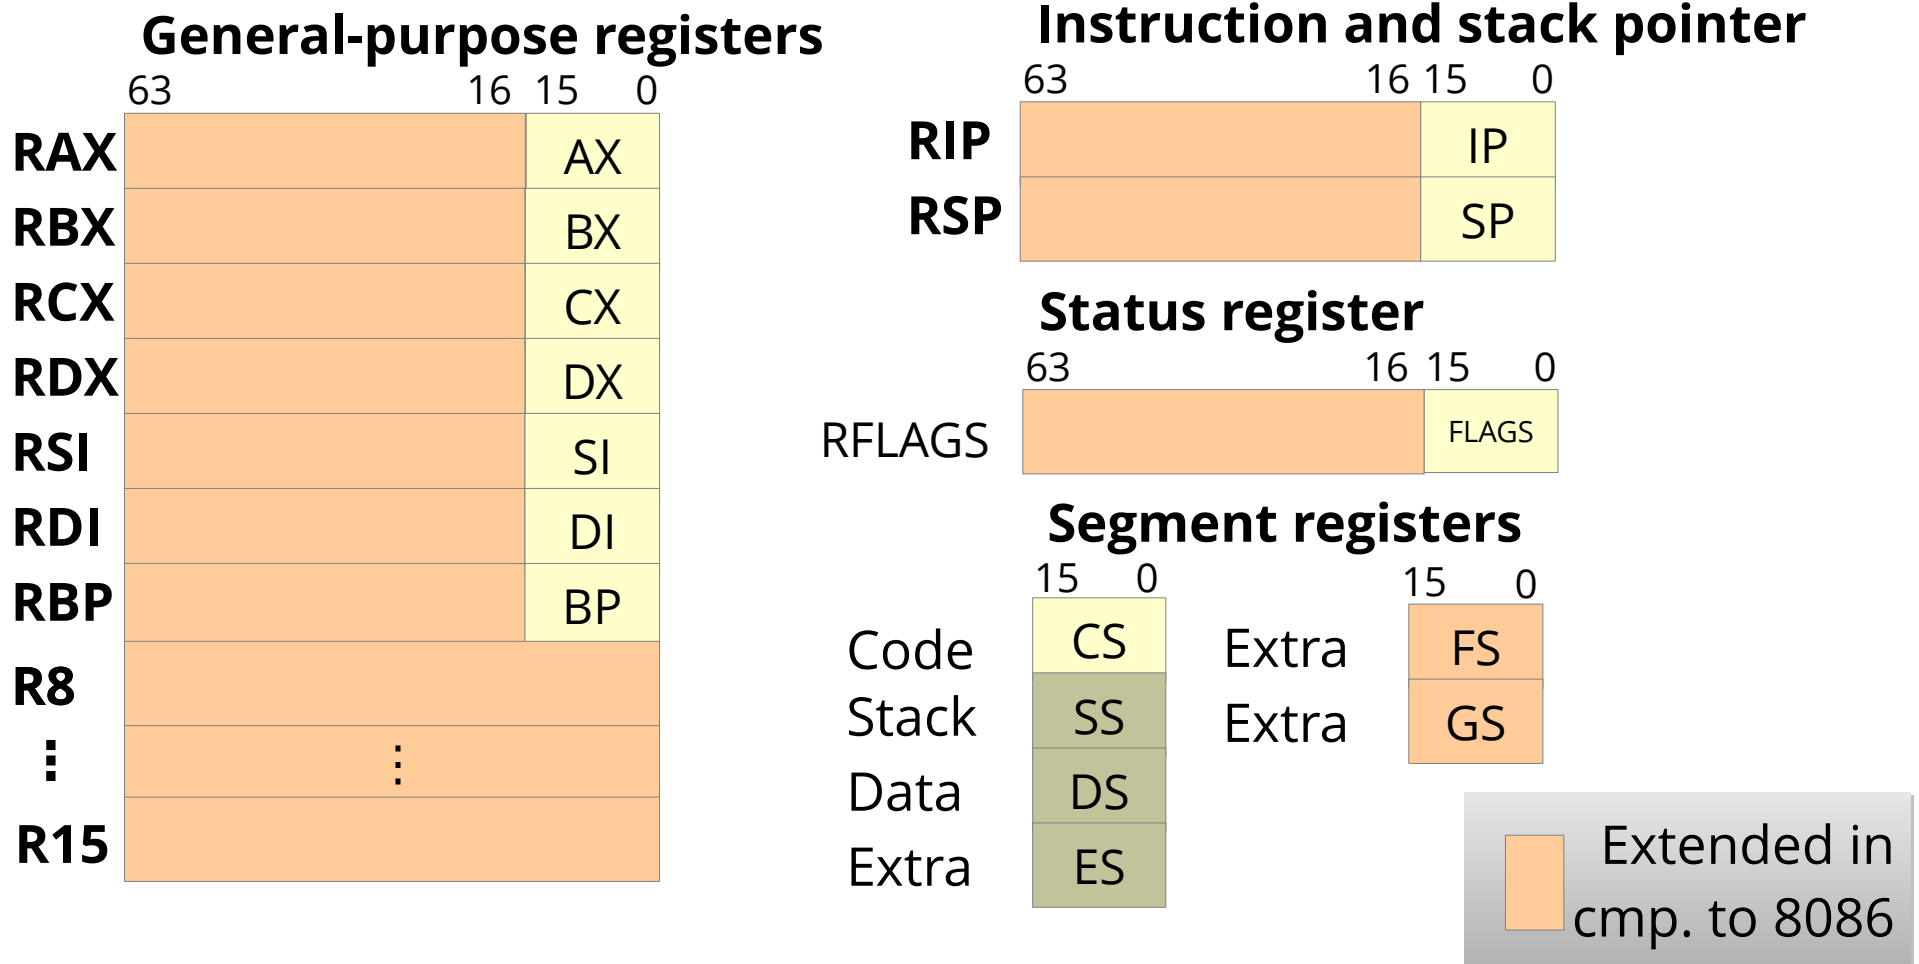 General-purpose registers
63 16 15 0
RAX AX
RBX BX
RCX CX
RDX DX
RSI SI
RDI DI
RBP BP
R8
⋮ ⋮
R15
Instruction and stack pointer
63 16 15 0
RIP IP
RSP SP
Status register
63 16 15 0
RFLAGS FLAGS
Segment registers
15 0 15 0
Code CS Extra FS
Stack SS Extra GS
Data DS
Extra ES
Extended in
cmp. to 8086